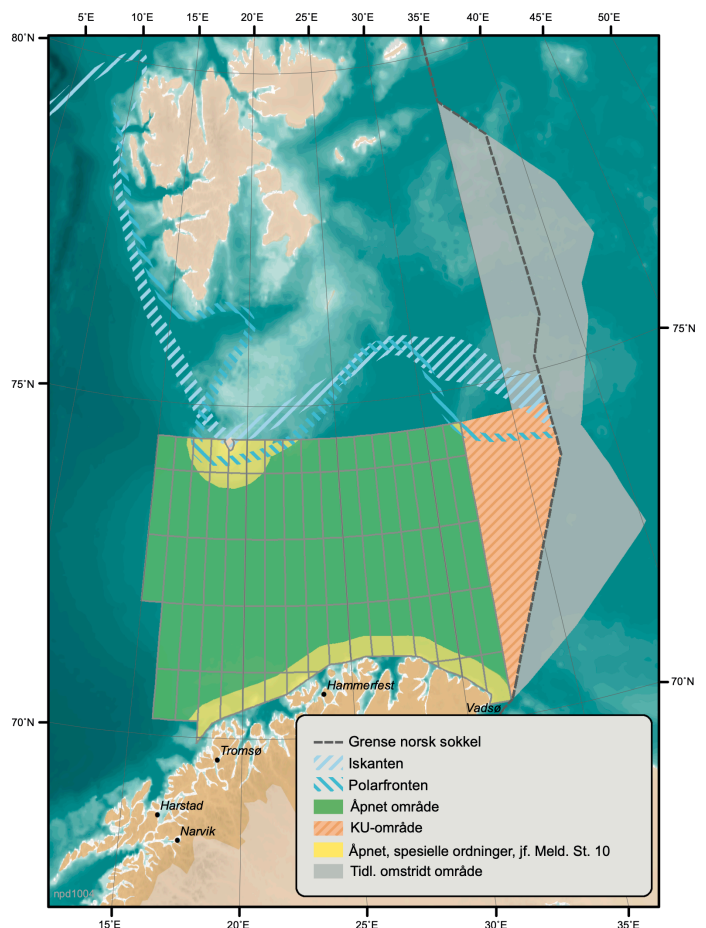 5°E 10°E 15°E 20°E 25°E 30°E 35°E 40°E 45°E 50°E
80°N
75°N
75°N
70°N
70°N
Hammerfest
Vadsø
Tromsø
Harstad
Narvik
Grense norsk sokkel
Iskanten
Polarfronten
Åpnet område
KU-område
Åpnet, spesielle ordninger, jf. Meld. St. 10
Tidl. omstridt område
npd1004
15°E 20°E 25°E 30°E 35°E